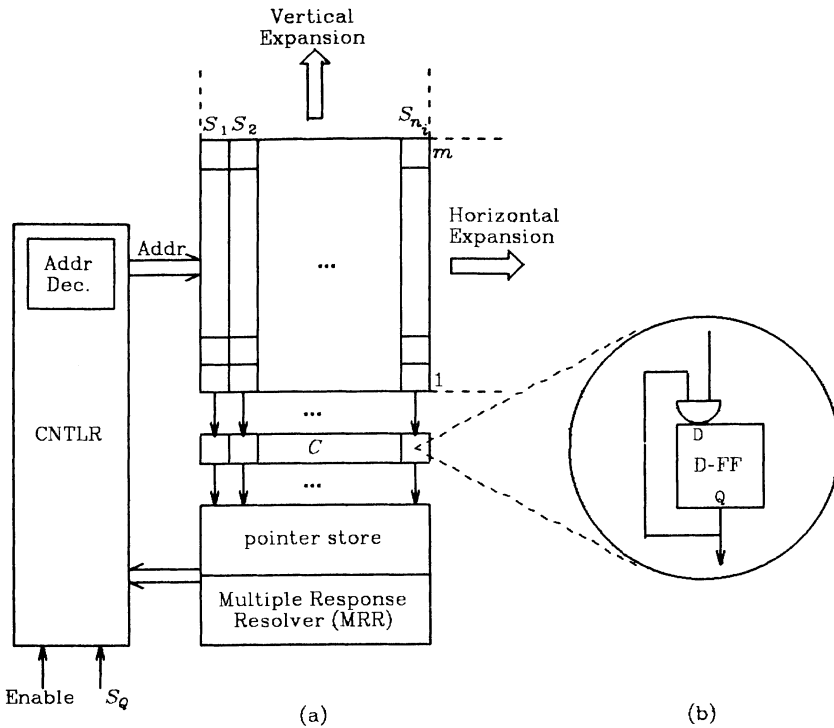 Vertical
Expansion
S1 S2 Sni
m
Horizontal
Expansion
Addr
Addr
Dec.
...
1
...
CNTLR
C
D
D-FF
Q
...
pointer store
Multiple Response
Resolver (MRR)
Enable SQ
(a) (b)